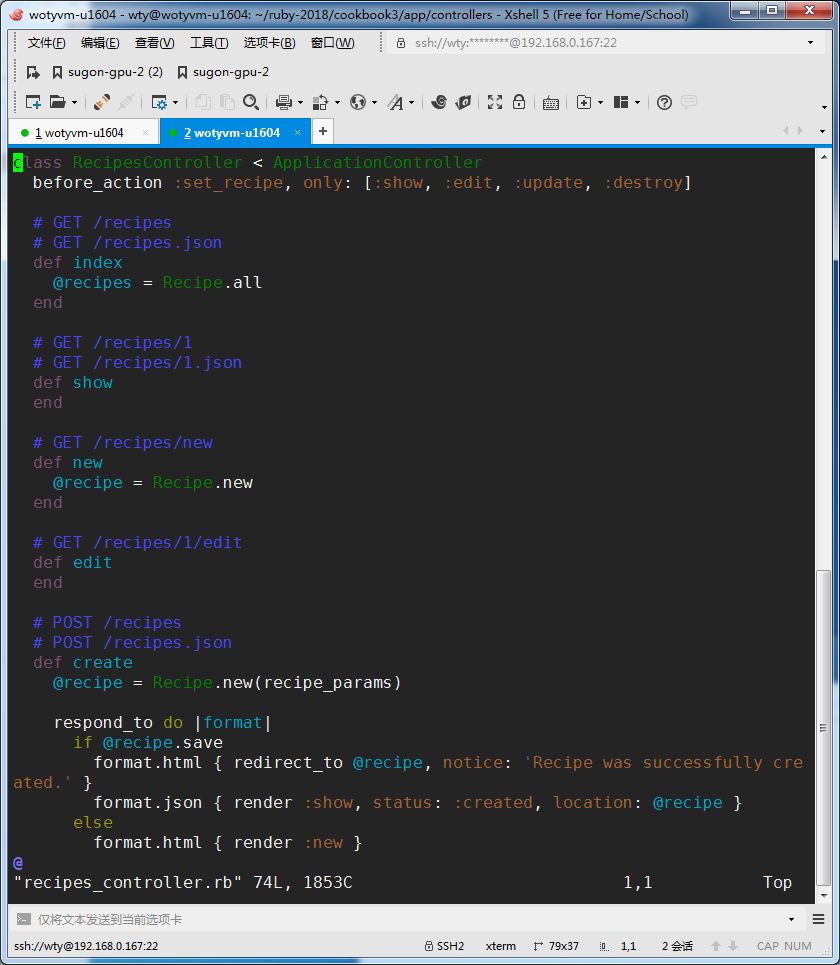 wotyvm-u1604 - wty@wotyvm-u1604: ~/ruby-2018/cookbook3/app/controllers - Xshell 5 (Free for Home/School)
文件(F) 编辑(E) 查看(V) 工具(T) 选项卡(B) 窗口(W) ssh://wty:********@192.168.0.167:22
sugon-gpu-2 (2) sugon-gpu-2
1 wotyvm-u1604 × 2 wotyvm-u1604 × +
class RecipesController < ApplicationController
  before_action :set_recipe, only: [:show, :edit, :update, :destroy]

  # GET /recipes
  # GET /recipes.json
  def index
    @recipes = Recipe.all
  end

  # GET /recipes/1
  # GET /recipes/1.json
  def show
  end

  # GET /recipes/new
  def new
    @recipe = Recipe.new
  end

  # GET /recipes/1/edit
  def edit
  end

  # POST /recipes
  # POST /recipes.json
  def create
    @recipe = Recipe.new(recipe_params)

    respond_to do |format|
      if @recipe.save
        format.html { redirect_to @recipe, notice: 'Recipe was successfully cre
ated.' }
        format.json { render :show, status: :created, location: @recipe }
      else
        format.html { render :new }
@
"recipes_controller.rb" 74L, 1853C 1,1 Top
仅将文本发送到当前选项卡
ssh://wty@192.168.0.167:22 SSH2 xterm 79x37 1,1 2 会话 CAP NUM